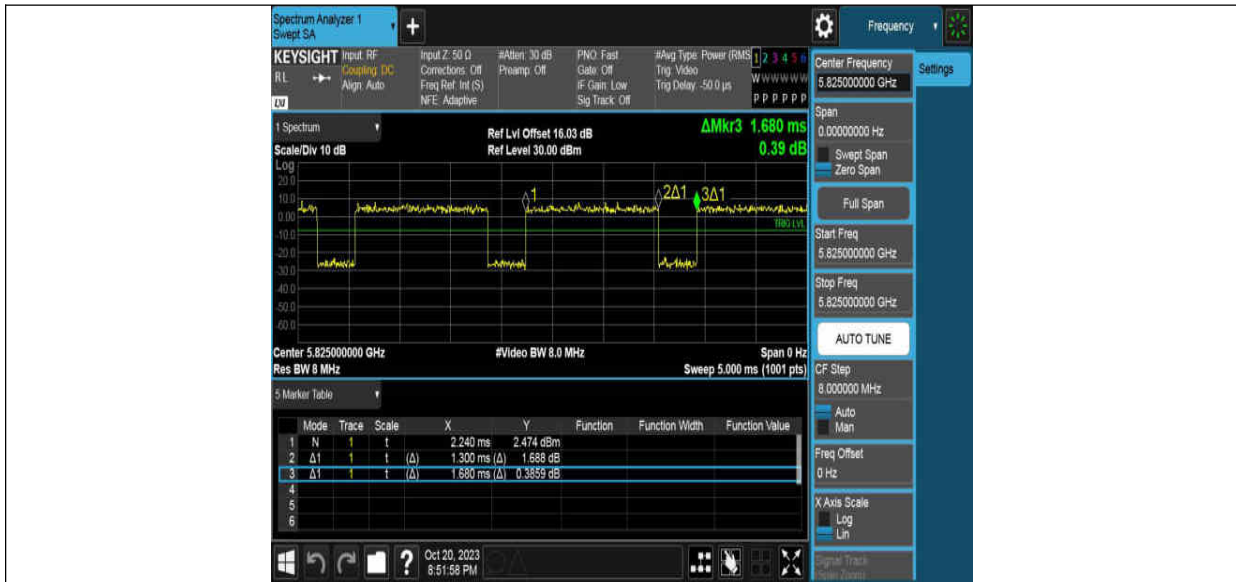 Spectrum Analyzer 1
Swept SA
+
Frequency
KEYSIGHT Input: RF Input Z: 50 Ω #Atten: 30 dB PNO: Fast #Avg Type: Power (RMS 1 2 3 4 5 6
RL Coupling: DC Corrections: Off Preamp: Off Gate: Off Trig: Video W W W W W W
Align: Auto Freq Ref: Int (S) IF Gain: Low Trig Delay: -50.0 µs P P P P P P
LXI NFE: Adaptive Sig Track: Off
1 Spectrum
Ref Lvl Offset 16.03 dB
ΔMkr3 1.680 ms
Scale/Div 10 dB
Ref Level 30.00 dBm
0.39 dB
Log
20.0
10.0
0.00
-10.0
-20.0
-30.0
-40.0
-50.0
-60.0
1
2Δ1
3Δ1
TRIG LVL
Center 5.825000000 GHz #Video BW 8.0 MHz Span 0 Hz
Res BW 8 MHz Sweep 5.000 ms (1001 pts)
5 Marker Table
Mode Trace Scale X Y Function Function Width Function Value
1 N 1 t 2.240 ms 2.474 dBm
2 Δ1 1 t (Δ) 1.300 ms (Δ) 1.688 dB
3 Δ1 1 t (Δ) 1.680 ms (Δ) 0.3859 dB
4
5
6
?
Oct 20, 2023
8:51:58 PM
Center Frequency
5.825000000 GHz
Settings
Span
0.00000000 Hz
Swept Span
Zero Span
Full Span
Start Freq
5.825000000 GHz
Stop Freq
5.825000000 GHz
AUTO TUNE
CF Step
8.000000 MHz
Auto
Man
Freq Offset
0 Hz
X Axis Scale
Log
Lin
Signal Track
(Span Zoom)